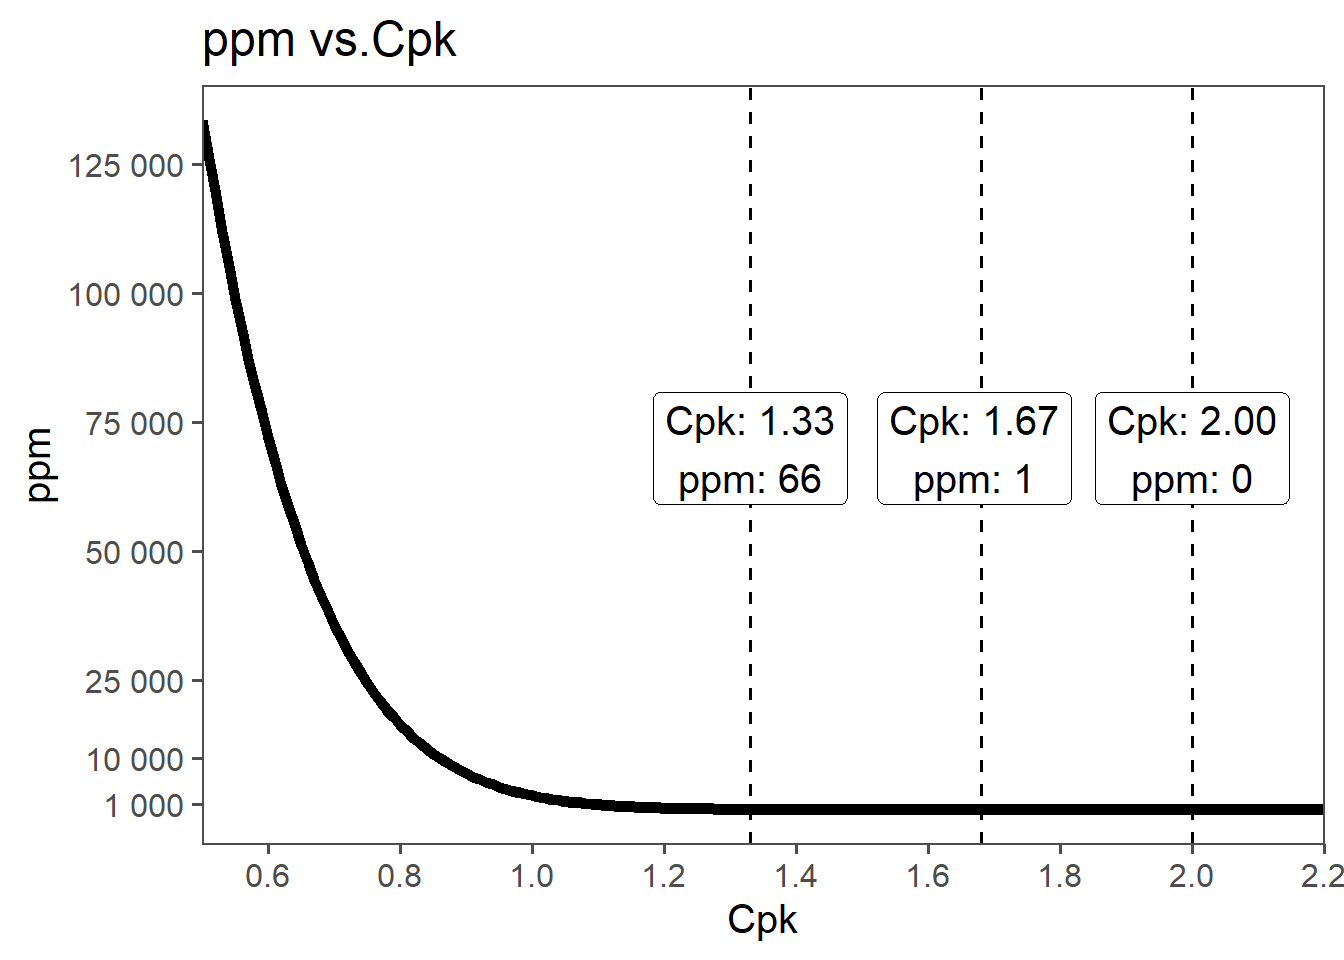 ppm vs.Cpk
ppm
125 000
100 000
75 000
50 000
25 000
10 000
1 000
Cpk: 1.33
ppm: 66
Cpk: 1.67
ppm: 1
Cpk: 2.00
ppm: 0
0.6 0.8 1.0 1.2 1.4 1.6 1.8 2.0 2.2
Cpk